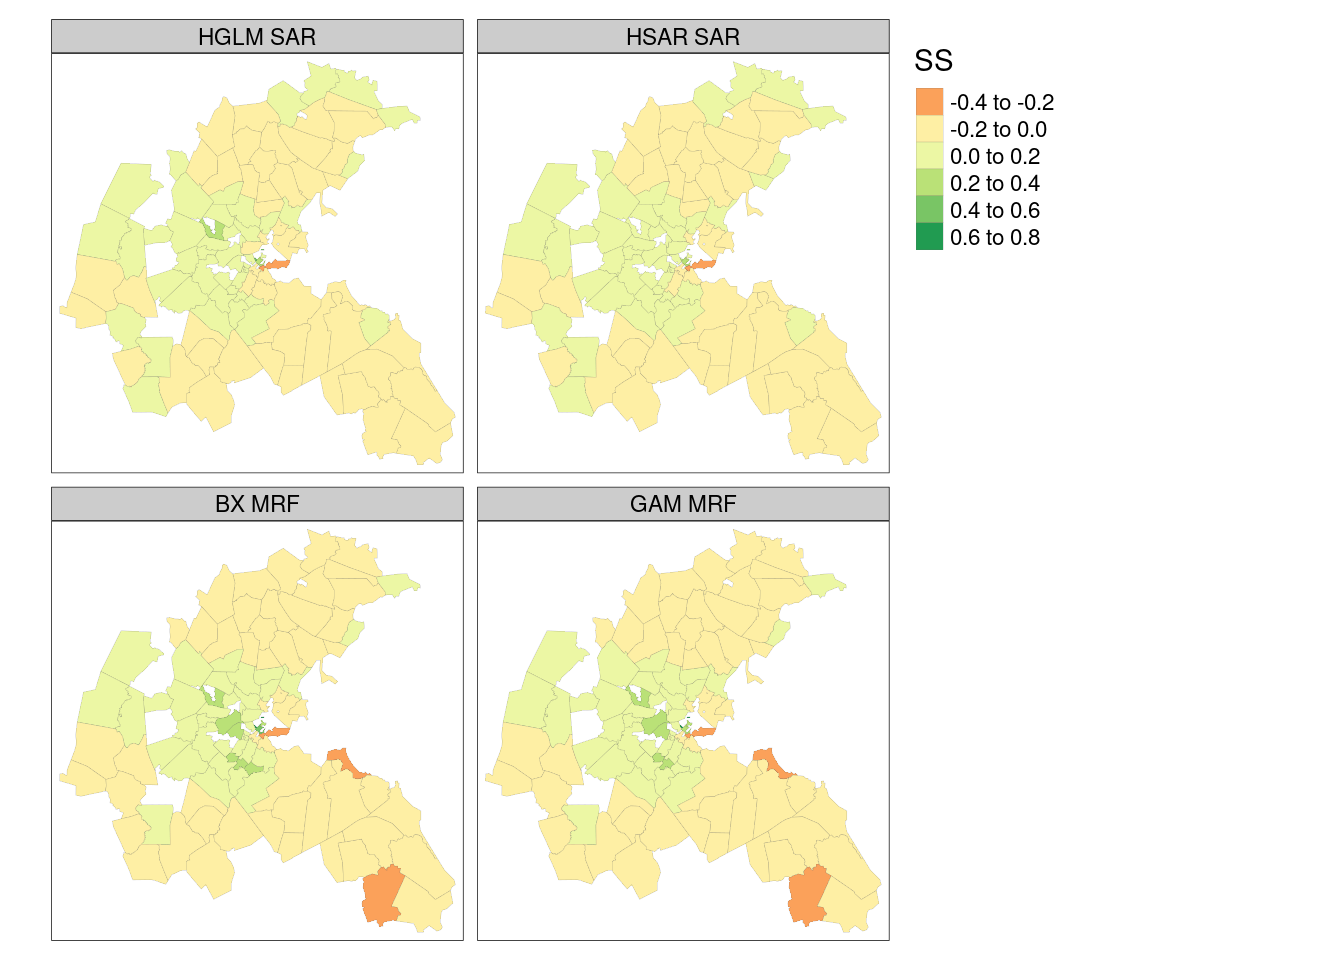 HGLM SAR
HSAR SAR
SS
-0.4 to -0.2
-0.2 to 0.0
0.0 to 0.2
0.2 to 0.4
0.4 to 0.6
0.6 to 0.8
BX MRF
GAM MRF